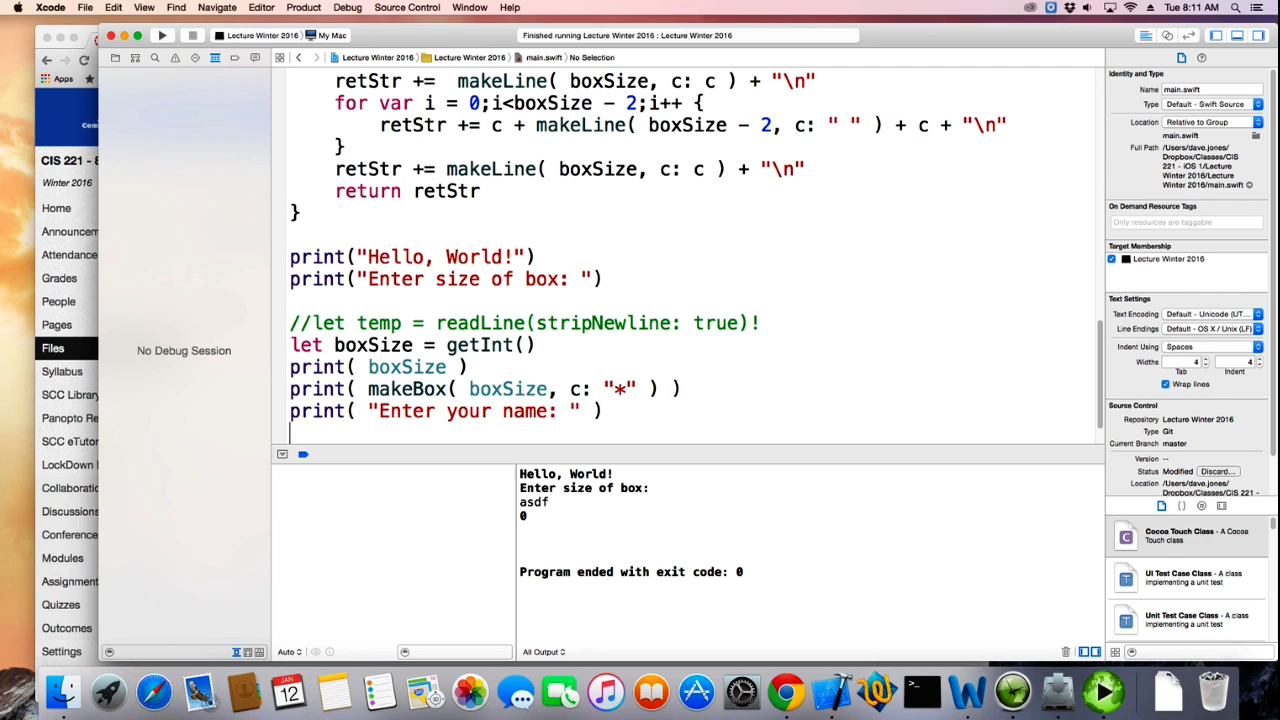 Xcode File Edit View Find Navigate Editor Product Debug Source Control Window Help Tue 8:11 AM
Lecture Winter 2016 My Mac Finished running Lecture Winter 2016 : Lecture Winter 2016
Lecture Winter 2016 Lecture Winter 2016 main.swift No Selection
retStr += makeLine( boxSize, c: c ) + "\n"
for var i = 0;i<boxSize - 2;i++ {
retStr += c + makeLine( boxSize - 2, c: " " ) + c + "\n"
}
retStr += makeLine( boxSize, c: c ) + "\n"
return retStr
}
print("Hello, World!")
print("Enter size of box: ")
//let temp = readLine(stripNewline: true)!
let boxSize = getInt()
print( boxSize )
print( makeBox( boxSize, c: "*" ) )
print( "Enter your name: " )
Hello, World!
Enter size of box:
asdf
0
Program ended with exit code: 0
Auto
All Output
No Debug Session
Apps
CIS 221 - 8
Winter 2016
Home
Announcem
Attendance
Grades
People
Pages
Files
Syllabus
SCC Library
Panopto Re
SCC eTutor
LockDown
Collaboratio
Discussions
Conference
Modules
Assignment
Quizzes
Outcomes
Settings
Identity and Type
Name main.swift
Type Default - Swift Source
Location Relative to Group
main.swift
Full Path /Users/dave.jones/
Dropbox/Classes/CIS
221 - iOS 1/Lecture
Winter 2016/Lecture
Winter 2016/main.swift
On Demand Resource Tags
Only resources are taggable
Target Membership
Lecture Winter 2016
Text Settings
Text Encoding Default - Unicode (UT...
Line Endings Default - OS X / Unix (LF)
Indent Using Spaces
Widths 4 4
Tab Indent
Wrap lines
Source Control
Repository Lecture Winter 2016
Type Git
Current Branch master
Version --
Status Modified Discard...
Location /Users/dave.jones/
Dropbox/Classes/CIS 221 -
Cocoa Touch Class - A Cocoa
Touch class
UI Test Case Class - A class
implementing a unit test
Unit Test Case Class - A class
implementing a unit test
JAN
12